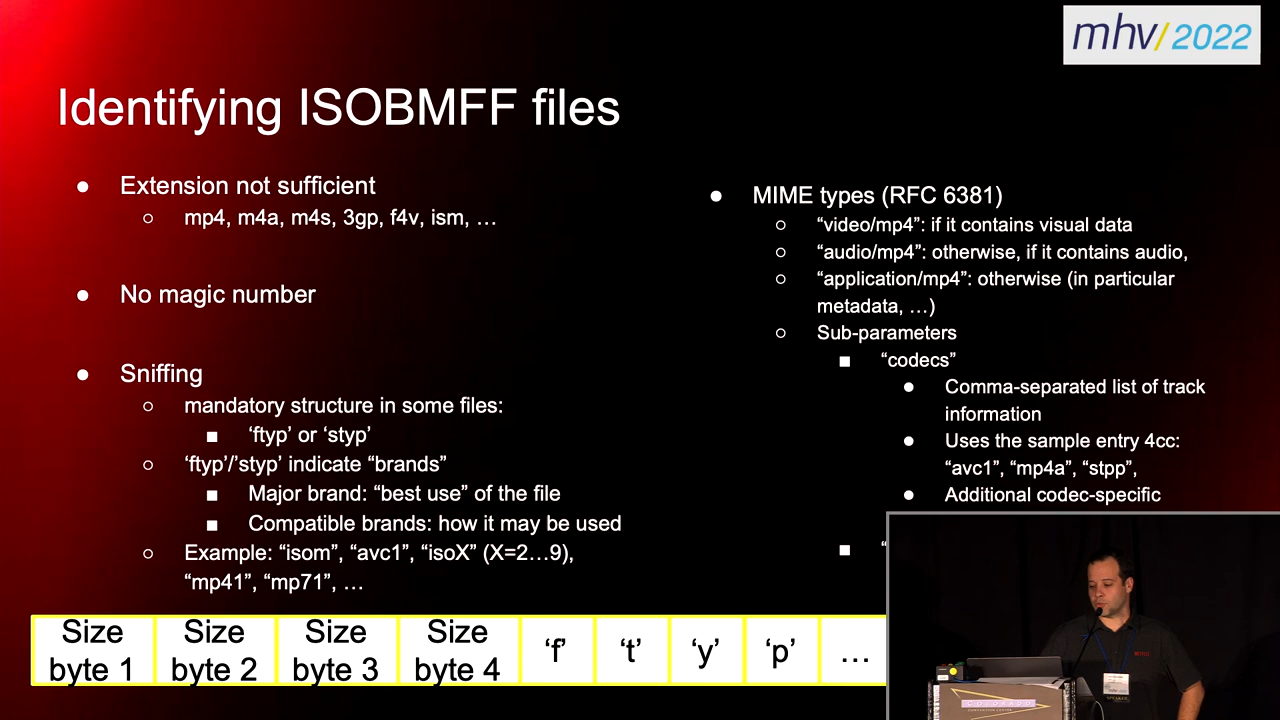 mhv/2022
Identifying ISOBMFF files
● Extension not sufficient
○ mp4, m4a, m4s, 3gp, f4v, ism, …
● No magic number
● Sniffing
○ mandatory structure in some files:
■ ‘ftyp’ or ‘styp’
○ ‘ftyp’/’styp’ indicate “brands”
■ Major brand: “best use” of the file
■ Compatible brands: how it may be used
○ Example: “isom”, “avc1”, “isoX” (X=2…9),
“mp41”, “mp71”, …
● MIME types (RFC 6381)
○ “video/mp4”: if it contains visual data
○ “audio/mp4”: otherwise, if it contains audio,
○ “application/mp4”: otherwise (in particular
metadata, …)
○ Sub-parameters
■ “codecs”
● Comma-separated list of track
information
● Uses the sample entry 4cc:
“avc1”, “mp4a”, “stpp”,
● Additional codec-specific
■ “
Size byte 1 Size byte 2 Size byte 3 Size byte 4 ‘f’ ‘t’ ‘y’ ‘p’ …
COLORADO